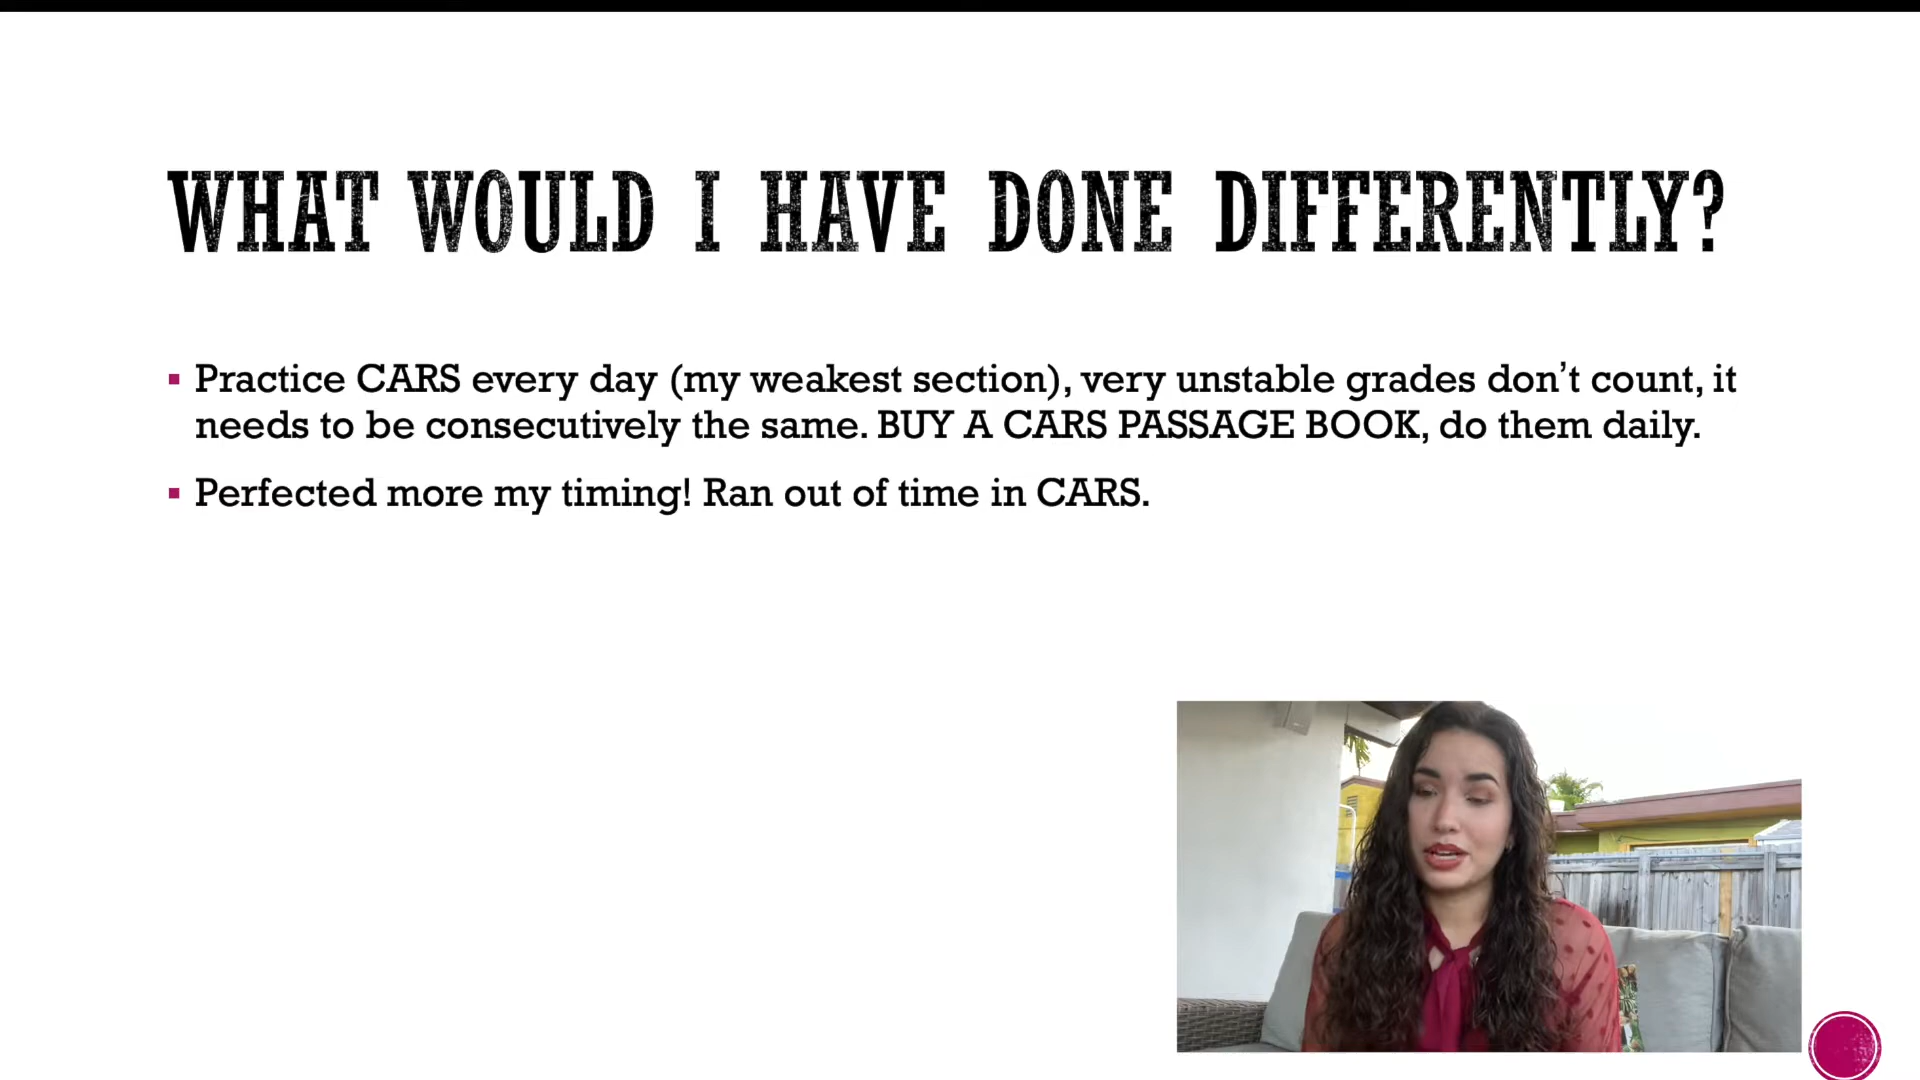 WHAT WOULD I HAVE DONE DIFFERENTLY?
▪ Practice CARS every day (my weakest section), very unstable grades don’t count, it
needs to be consecutively the same. BUY A CARS PASSAGE BOOK, do them daily.
▪ Perfected more my timing! Ran out of time in CARS.